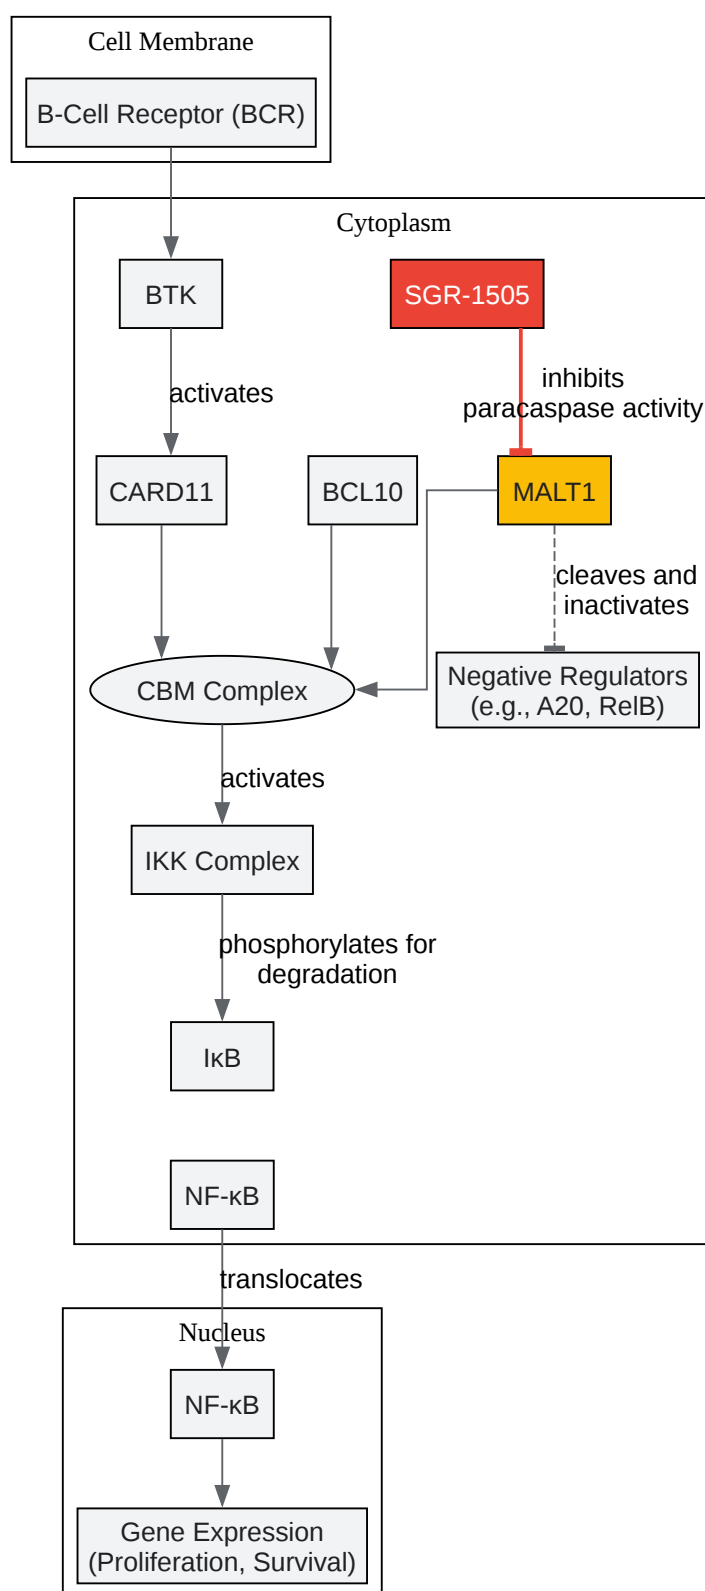 Cell Membrane
B-Cell Receptor (BCR)
Cytoplasm
BTK
SGR-1505
activates
inhibits
paracaspase activity
CARD11
BCL10
MALT1
cleaves and
inactivates
CBM Complex
Negative Regulators
(e.g., A20, RelB)
activates
IKK Complex
phosphorylates for
degradation
IκB
NF-κB
translocates
Nucleus
NF-κB
Gene Expression
(Proliferation, Survival)